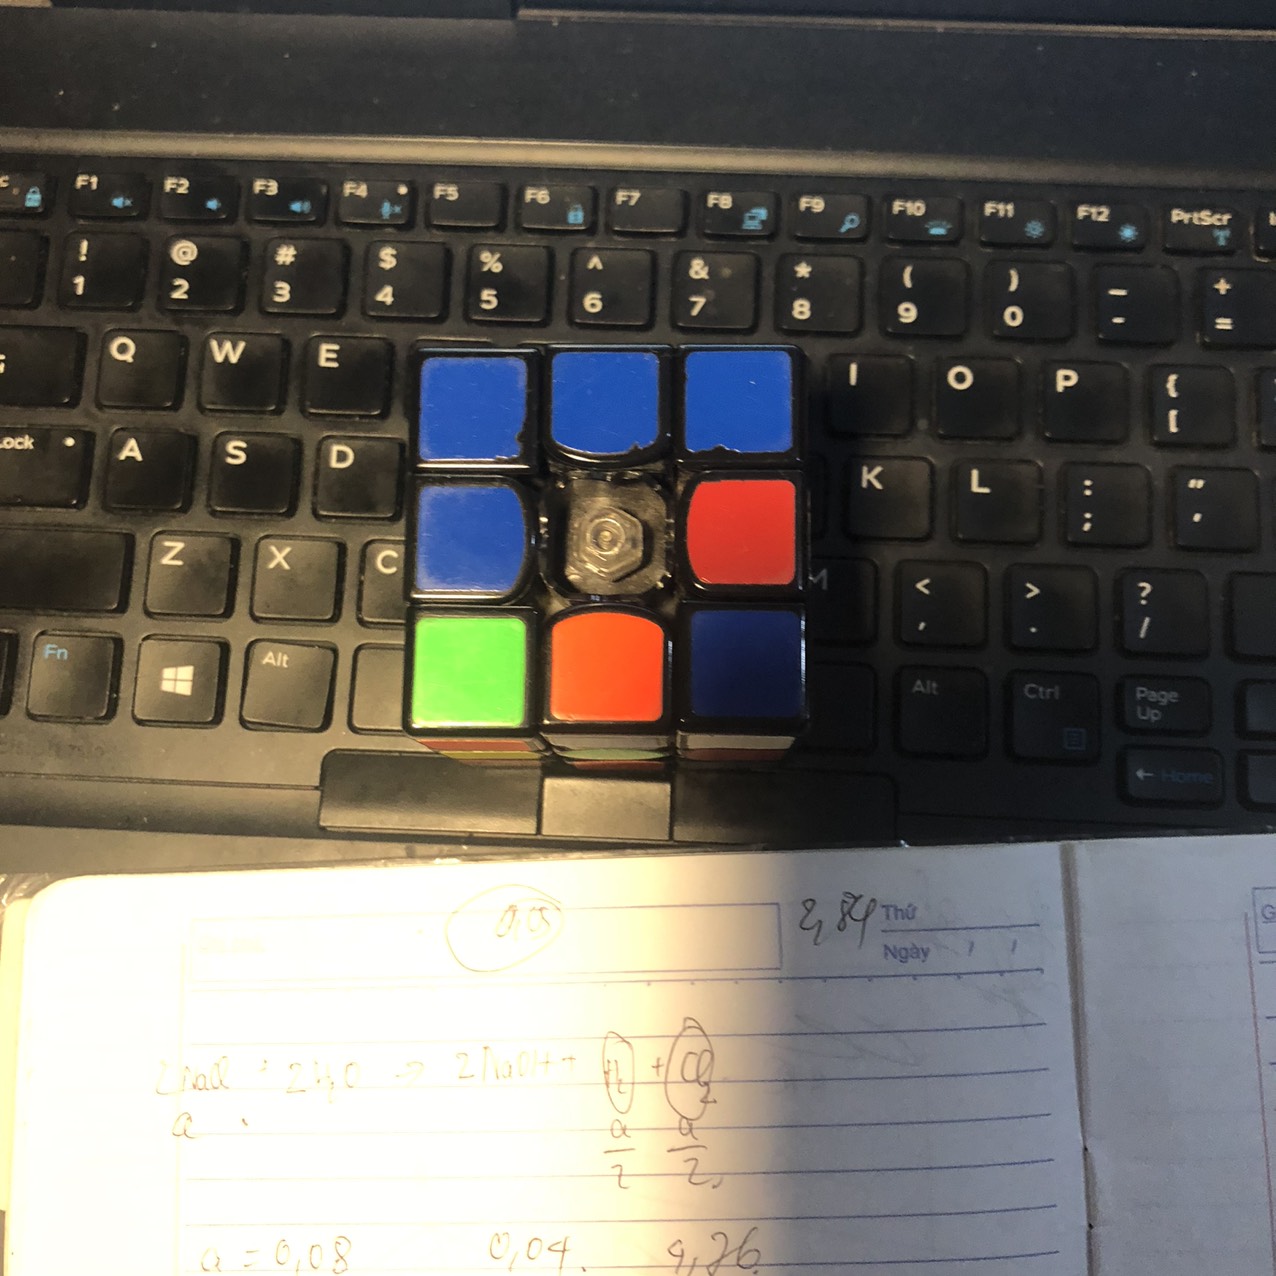 F1 F2 F3 F4 F5 F6 F7 F8 F9 F10 F11 F12 PrtScr
! @ # $ % ^ & * ( ) _ +
1 2 3 4 5 6 7 8 9 0 - =
Q W E I O P { [
Lock A S D K L : ; " '
Z X C M < , > . ? /
Fn Alt Alt Ctrl Page Up
← Home
0,05
2,84 Thứ
Ngày
2NaCl + 2H2O → 2NaOH + H2 + Cl2
a a/2 a/2
a = 0,08 0,04